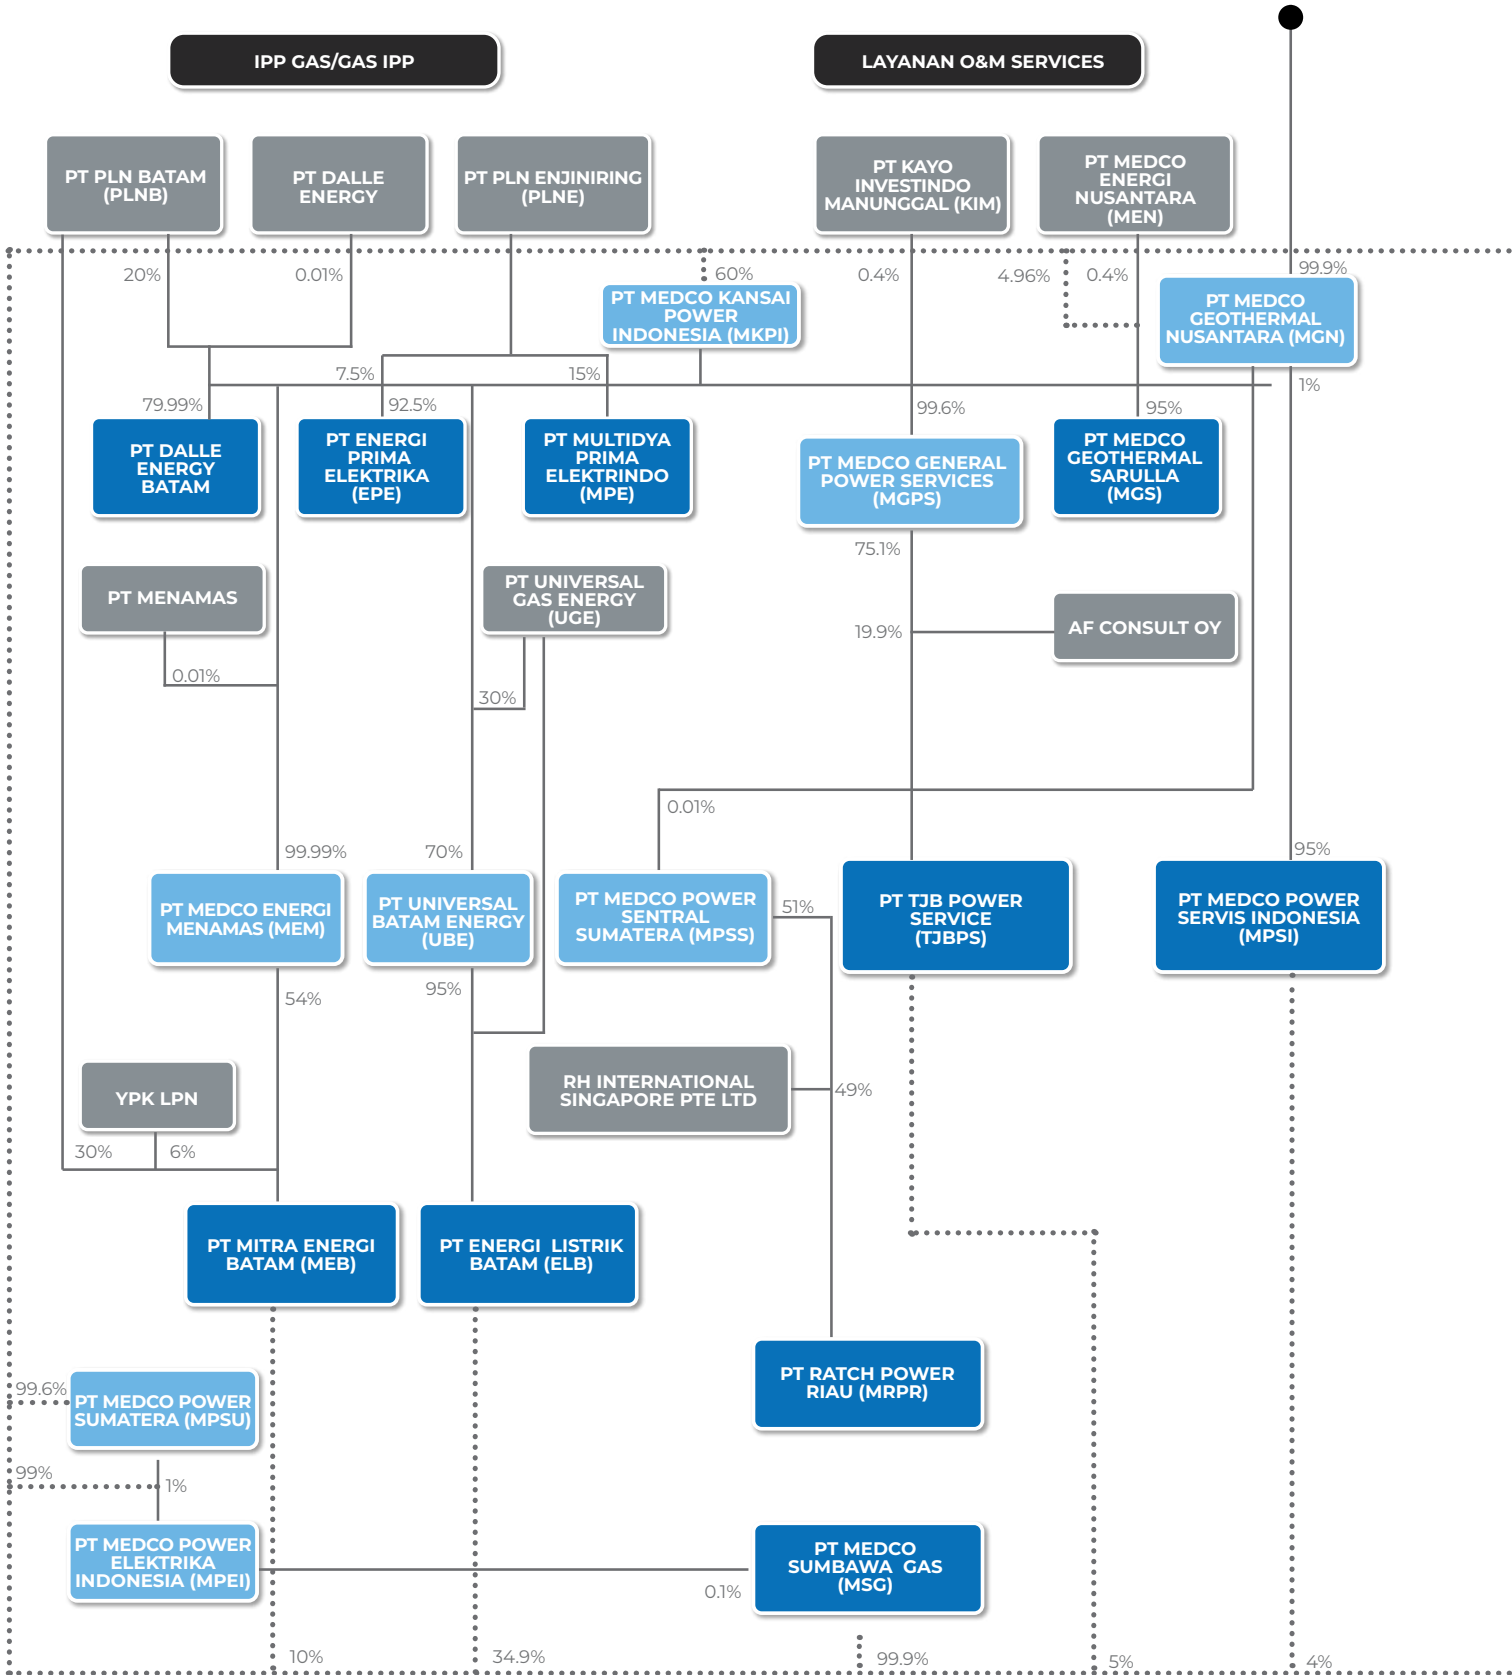 IPP GAS/GAS IPP
LAYANAN O&M SERVICES
PT PLN BATAM
(PLNB)
PT DALLE
ENERGY
PT PLN ENJINIRING
(PLNE)
PT KAYO
INVESTINDO
MANUNGGAL (KIM)
PT MEDCO
ENERGI
NUSANTARA
(MEN)
20%
0.01%
60%
0.4%
4.96%
0.4%
99.9%
PT MEDCO KANSAI
POWER
INDONESIA (MKPI)
PT MEDCO
GEOTHERMAL
NUSANTARA (MGN)
7.5%
15%
1%
79.99%
92.5%
99.6%
95%
PT DALLE
ENERGY
BATAM
PT ENERGI
PRIMA
ELEKTRIKA
(EPE)
PT MULTIDYA
PRIMA
ELEKTRINDO
(MPE)
PT MEDCO GENERAL
POWER SERVICES
(MGPS)
PT MEDCO
GEOTHERMAL
SARULLA
(MGS)
75.1%
PT MENAMAS
PT UNIVERSAL
GAS ENERGY
(UGE)
19.9%
AF CONSULT OY
0.01%
30%
0.01%
99.99%
70%
95%
PT MEDCO ENERGI
MENAMAS (MEM)
PT UNIVERSAL
BATAM ENERGY
(UBE)
PT MEDCO POWER
SENTRAL
SUMATERA (MPSS)
51%
PT TJB POWER
SERVICE
(TJBPS)
PT MEDCO POWER
SERVIS INDONESIA
(MPSI)
54%
95%
YPK LPN
RH INTERNATIONAL
SINGAPORE PTE LTD
49%
30%
6%
PT MITRA ENERGI
BATAM (MEB)
PT ENERGI LISTRIK
BATAM (ELB)
PT RATCH POWER
RIAU (MRPR)
99.6%
PT MEDCO POWER
SUMATERA (MPSU)
99%
1%
PT MEDCO POWER
ELEKTRIKA
INDONESIA (MPEI)
PT MEDCO
SUMBAWA GAS
(MSG)
0.1%
10%
34.9%
99.9%
5%
4%